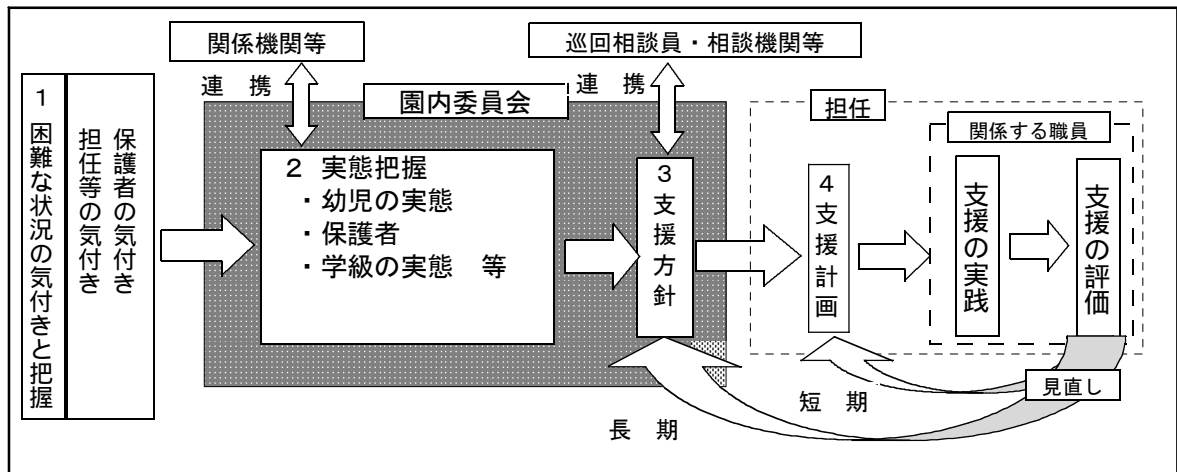 関係機関等
巡回相談員・相談機関等
連 携
連 携
園内委員会
担任
関係する職員
1 困難な状況の気付きと把握
保護者の気付き
担任等の気付き
2 実態把握
・幼児の実態
・保護者
・学級の実態 等
3 支援方針
4 支援計画
支援の実践
支援の評価
見直し
短 期
長 期